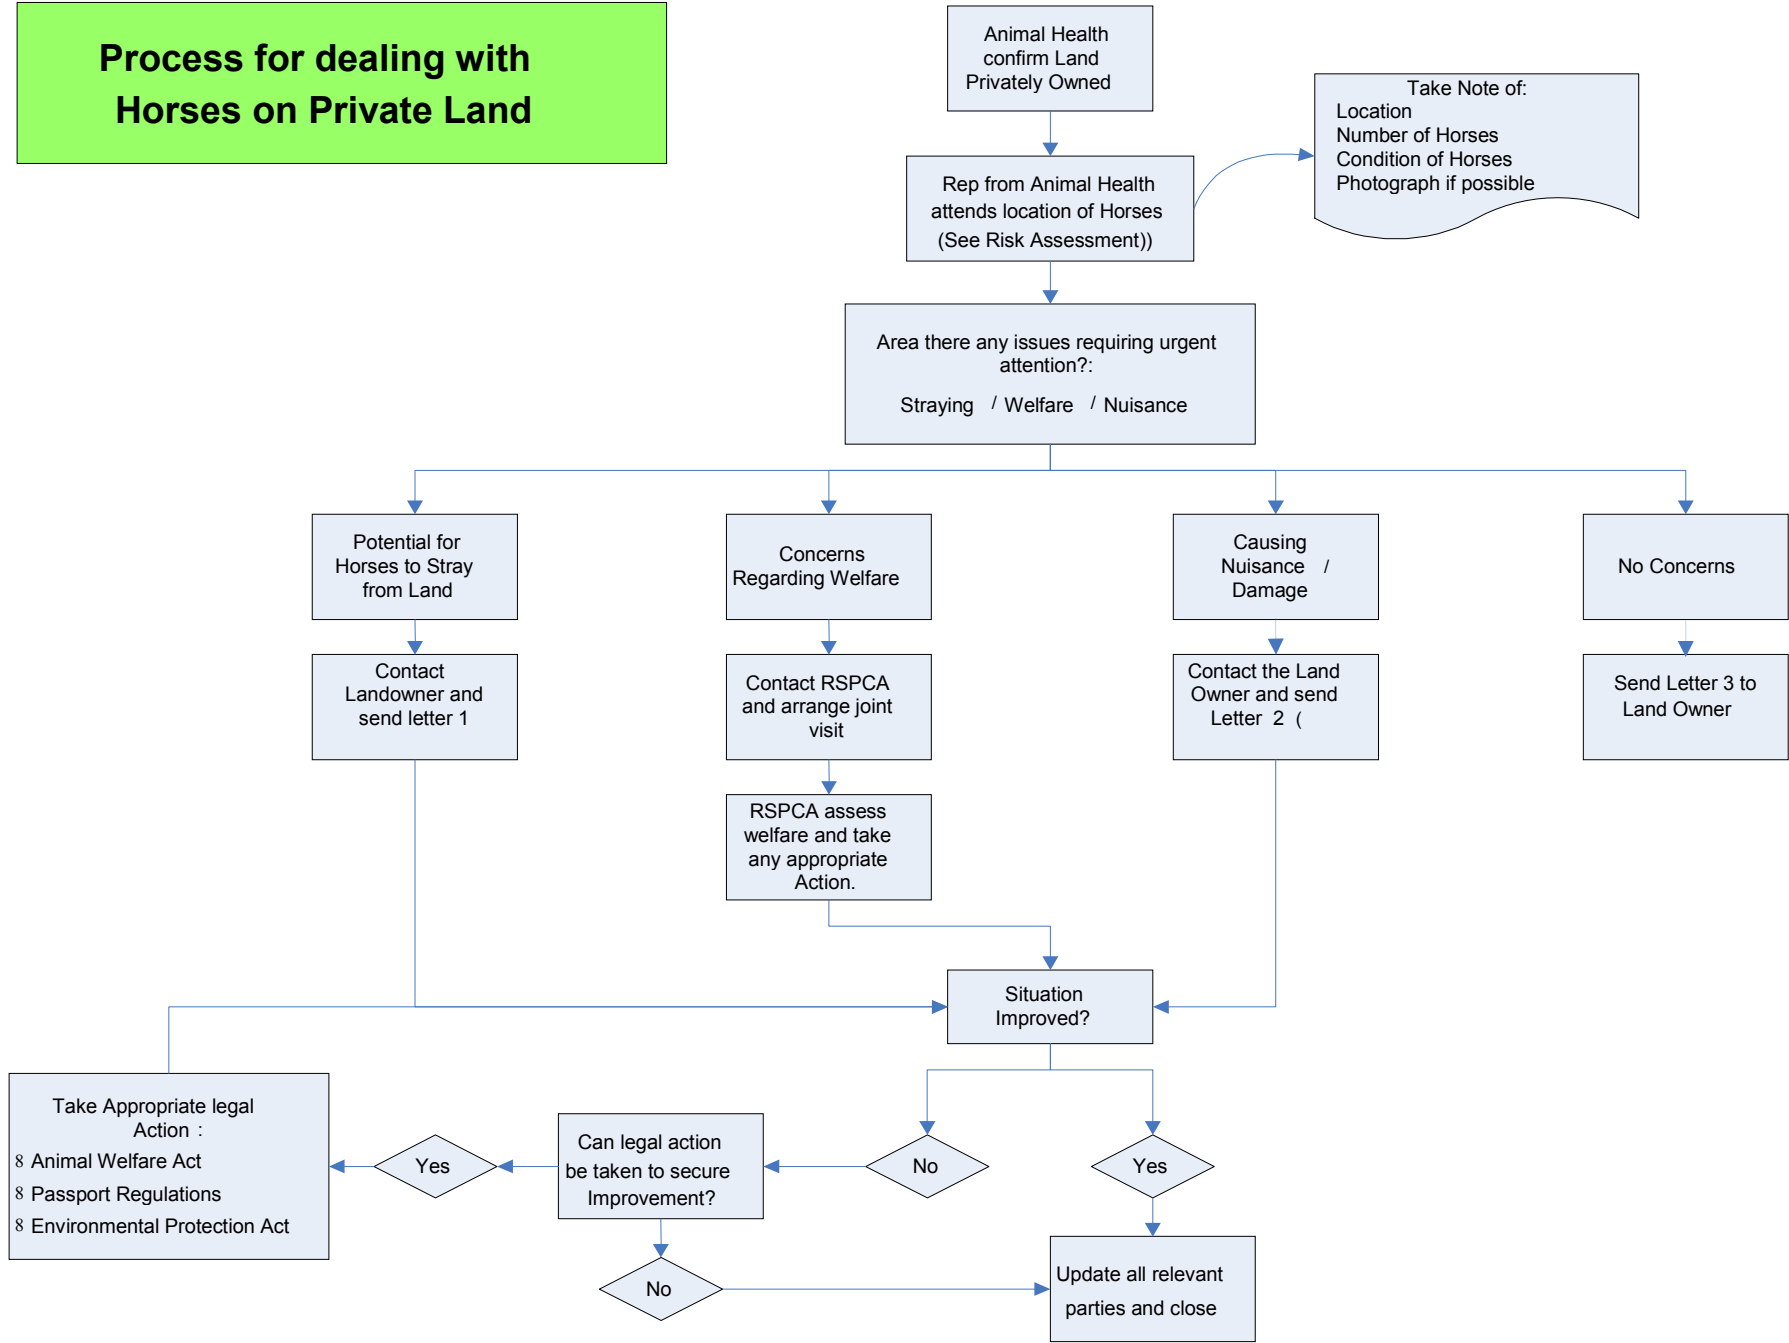 Process for dealing with
Horses on Private Land
Animal Health
confirm Land
Privately Owned
Take Note of:
Location
Number of Horses
Condition of Horses
Photograph if possible
Rep from Animal Health
attends location of Horses
(See Risk Assessment))
Area there any issues requiring urgent
attention?:
Straying / Welfare / Nuisance
Potential for
Horses to Stray
from Land
Concerns
Regarding Welfare
Causing
Nuisance /
Damage
No Concerns
Contact
Landowner and
send letter 1
Contact RSPCA
and arrange joint
visit
Contact the Land
Owner and send
Letter 2 (
Send Letter 3 to
Land Owner
RSPCA assess
welfare and take
any appropriate
Action.
Situation
Improved?
Take Appropriate legal
Action :
8 Animal Welfare Act
8 Passport Regulations
8 Environmental Protection Act
Yes
Can legal action
be taken to secure
Improvement?
No
Yes
No
Update all relevant
parties and close